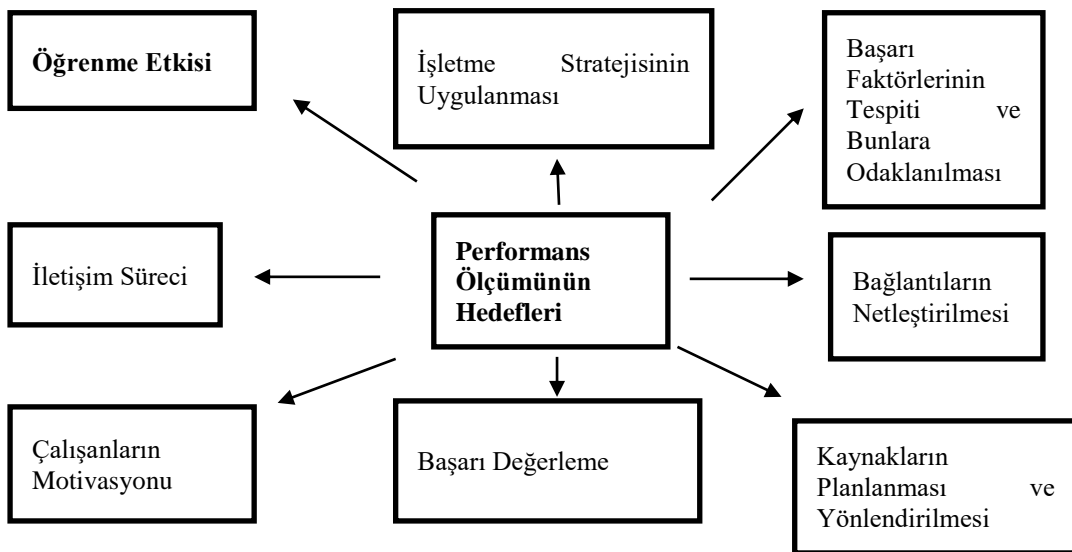 Öğrenme Etkisi
İşletme Stratejisinin
Uygulanması
Başarı
Faktörlerinin
Tespiti ve
Bunlara
Odaklanılması
İletişim Süreci
Performans
Ölçümünün
Hedefleri
Bağlantıların
Netleştirilmesi
Çalışanların
Motivasyonu
Başarı Değerleme
Kaynakların
Planlanması ve
Yönlendirilmesi